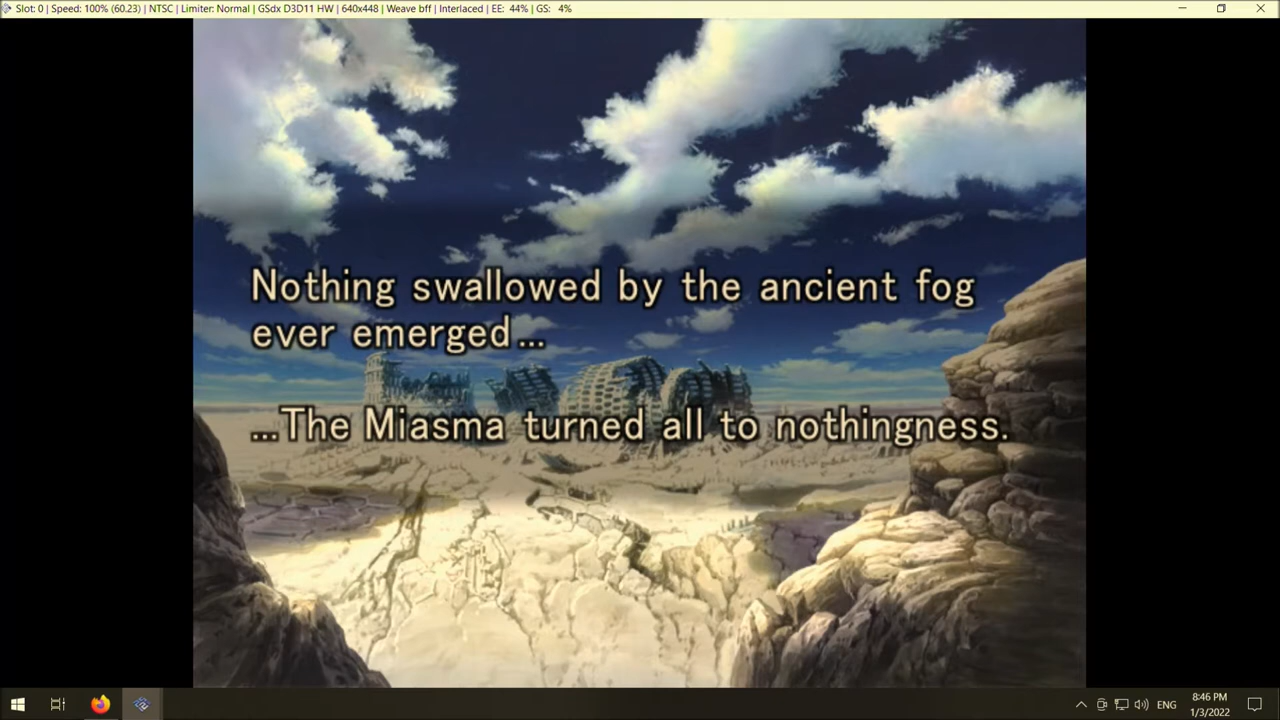 Slot: 0 | Speed: 100% (60.23) | NTSC | Limiter: Normal | GSdx D3D11 HW | 640x448 | Weave bff | Interlaced | EE: 44% | GS: 4%
Nothing swallowed by the ancient fog
ever emerged...
...The Miasma turned all to nothingness.
ENG
8:46 PM
1/3/2022